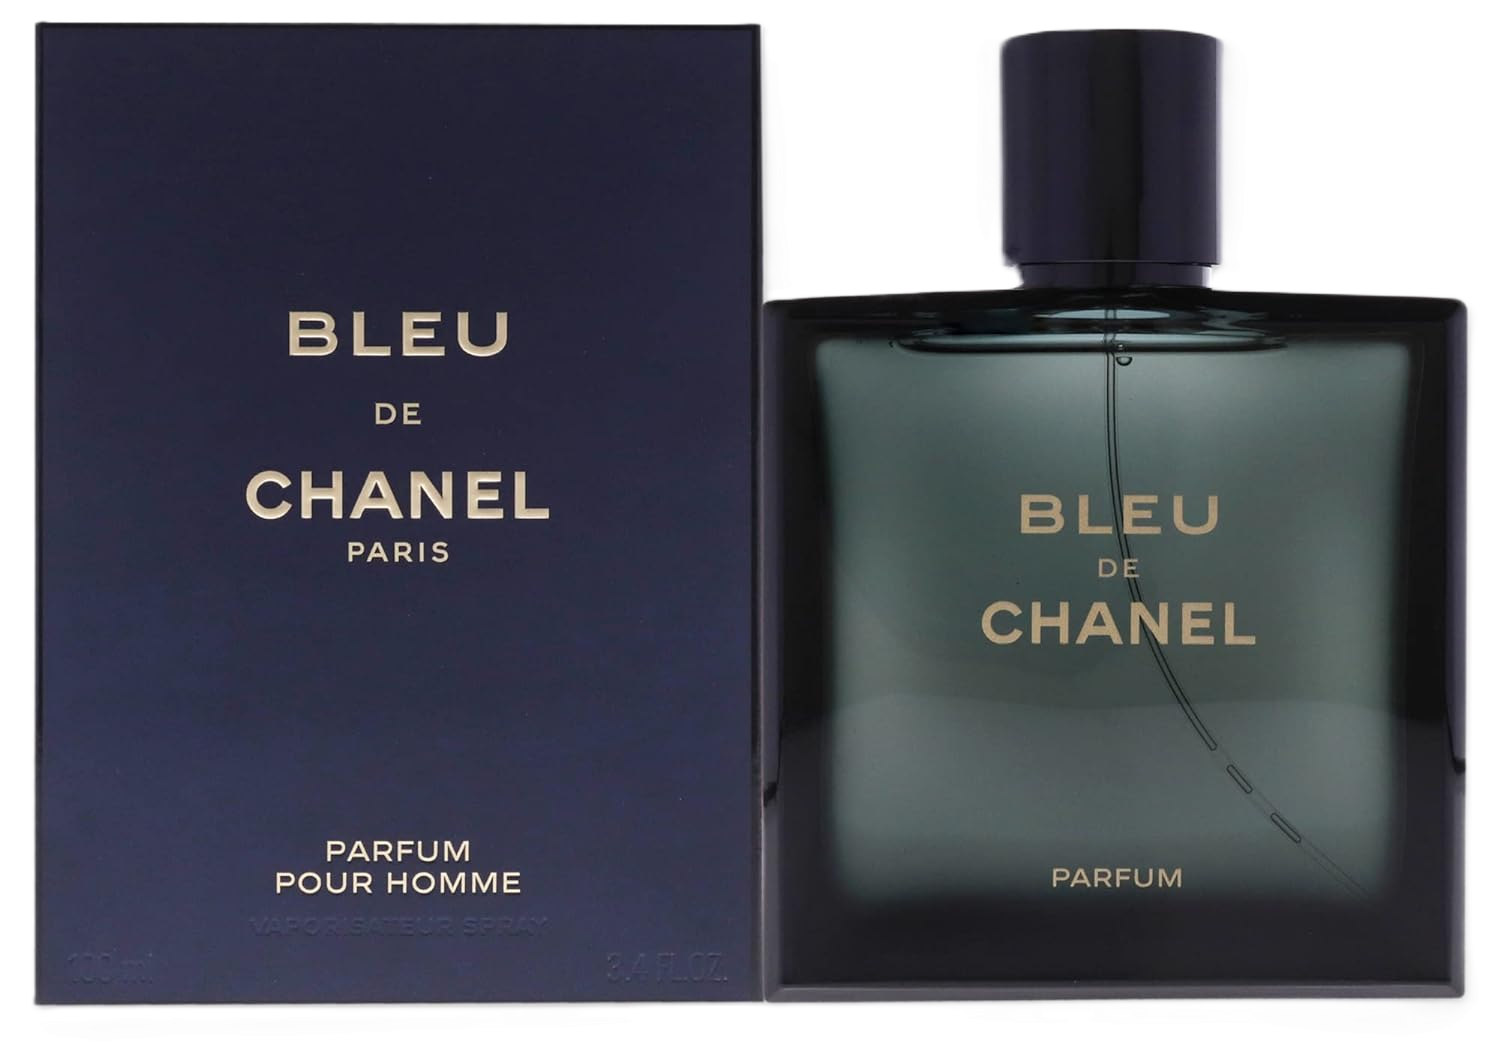 BLEU
DE
CHANEL
PARIS
PARFUM
POUR HOMME
VAPORISATEUR SPRAY
100 ml
3.4 FL.OZ.
BLEU
DE
CHANEL
PARFUM